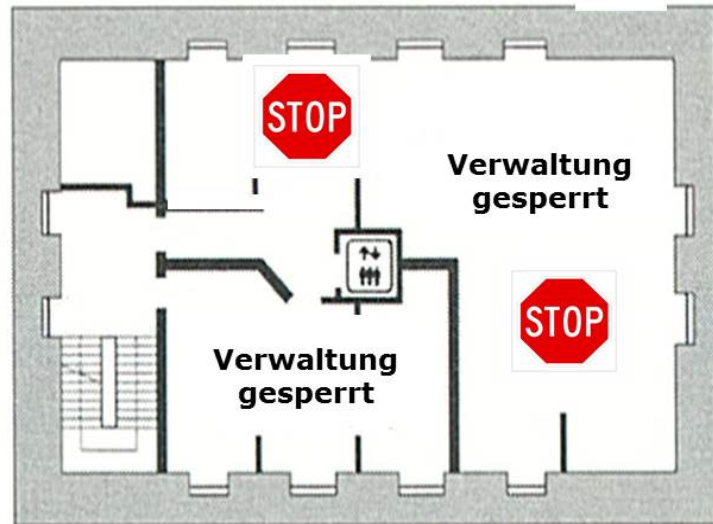 STOP
Verwaltung
gesperrt
STOP
Verwaltung
gesperrt